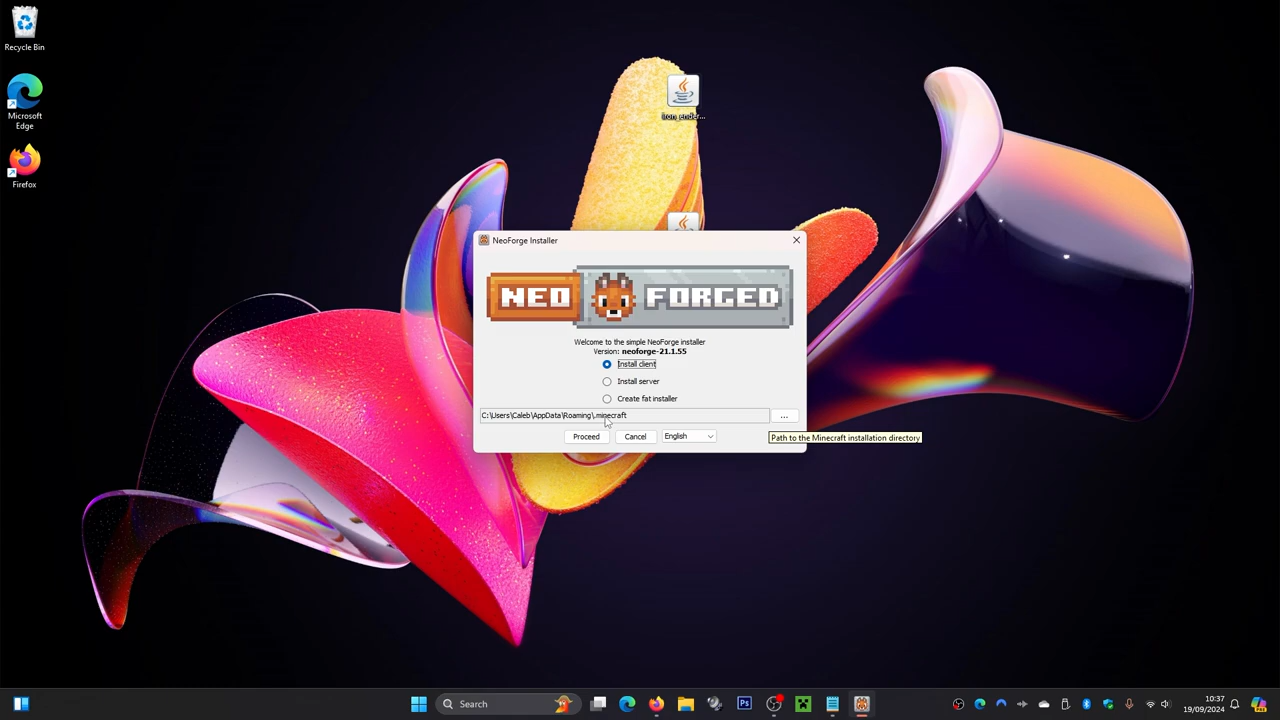 Recycle Bin
Microsoft
Edge
Firefox
iron_ender...
NeoForge Installer
NEO FORGED
Welcome to the simple NeoForge installer
Version: neoforge-21.1.55
Install client
Install server
Create fat installer
C:\Users\Caleb\AppData\Roaming\.minecraft
...
Proceed
Cancel
English
Path to the Minecraft installation directory
Search
Ps
10:37
19/09/2024